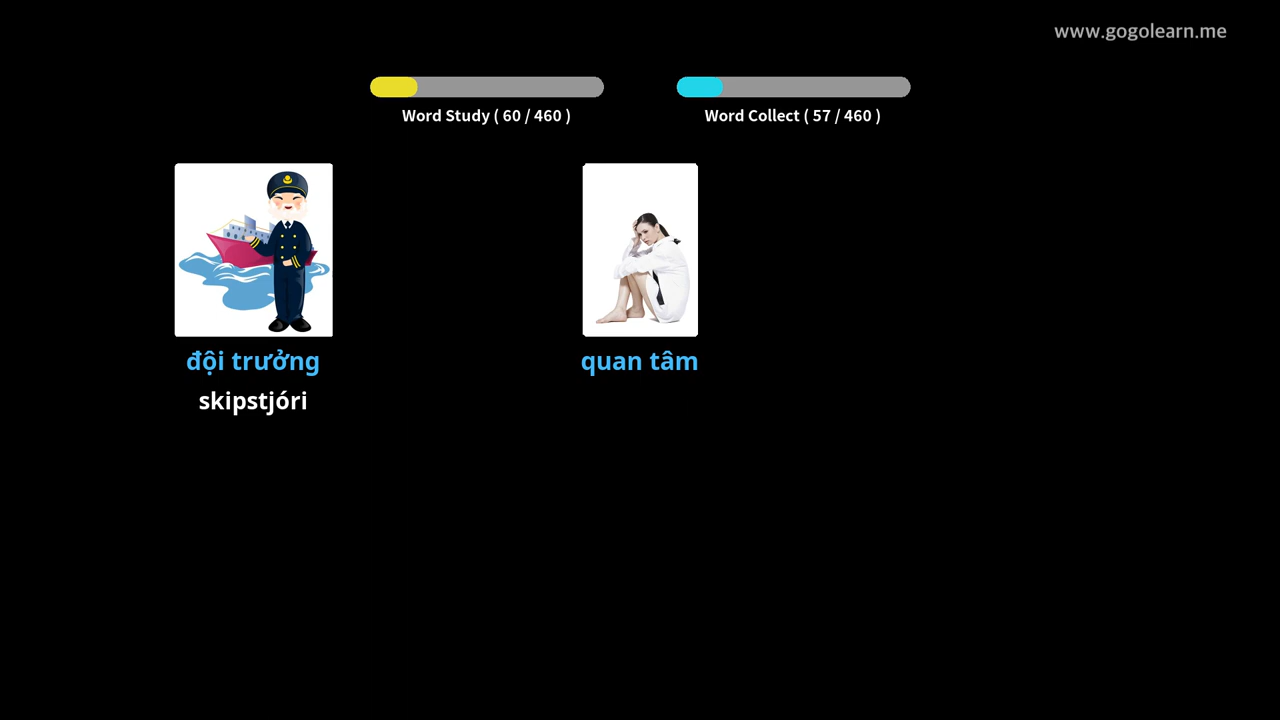 www.gogolearn.me
Word Study ( 60 / 460 )
Word Collect ( 57 / 460 )
đội trưởng
quan tâm
skipstjóri